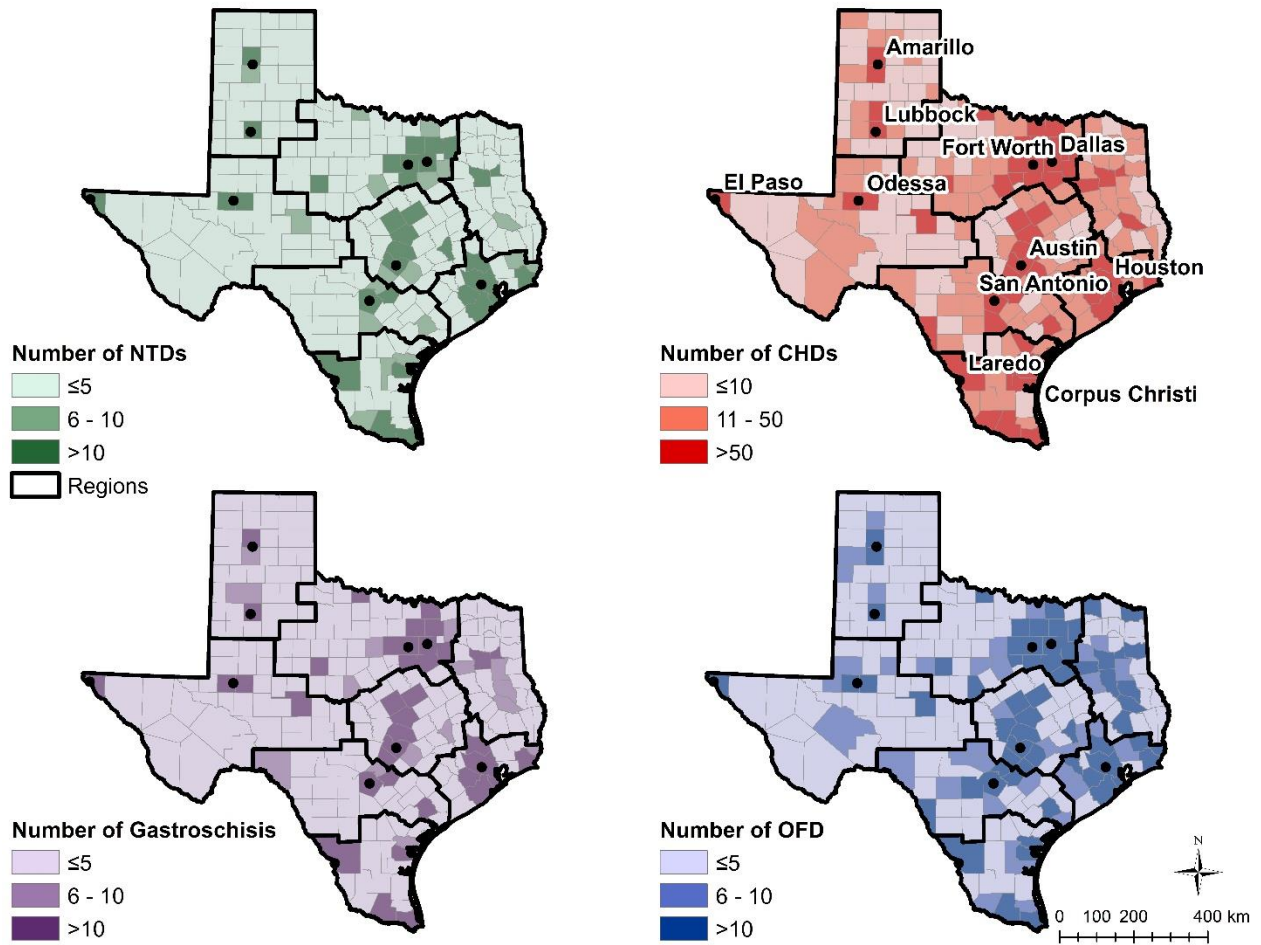 Number of NTDs
≤5
6 - 10
>10
Regions
Amarillo
Lubbock
Fort Worth Dallas
El Paso
Odessa
Austin
Houston
San Antonio
Laredo
Corpus Christi
Number of CHDs
≤10
11 - 50
>50
Number of Gastroschisis
≤5
6 - 10
>10
Number of OFD
≤5
6 - 10
>10
N
0 100 200 400 km